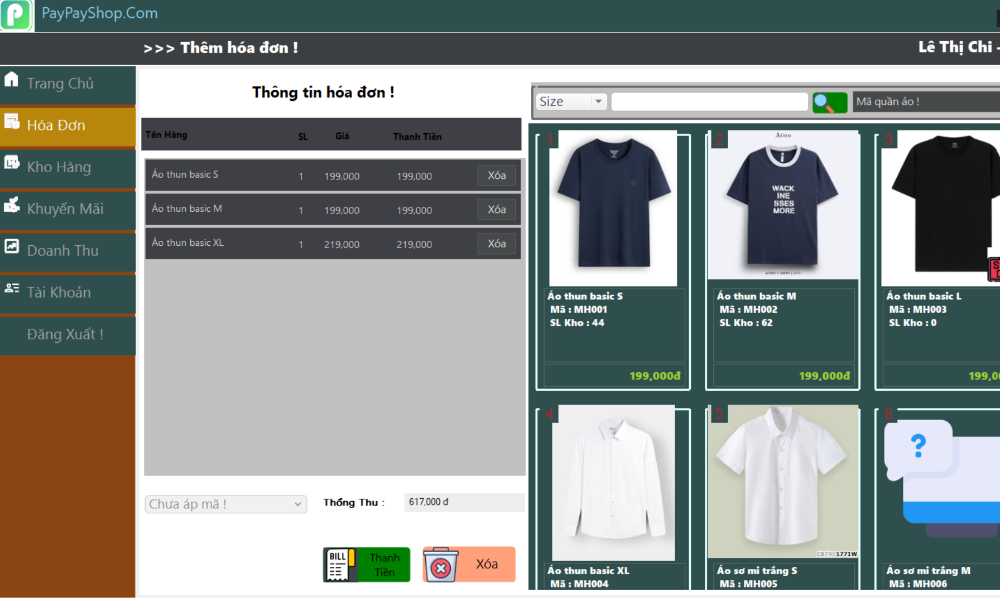 PayPayShop.Com
>>> Thêm hóa đơn !
Lê Thị Chi -
Trang Chủ
Hóa Đơn
Kho Hàng
Khuyến Mãi
Doanh Thu
Tài Khoản
Đăng Xuất !
Thông tin hóa đơn !
Tên Hàng SL Giá Thanh Tiền
Áo thun basic S 1 199,000 199,000 Xóa
Áo thun basic M 1 199,000 199,000 Xóa
Áo thun basic XL 1 219,000 219,000 Xóa
Chưa áp mã !
Thổng Thu : 617,000 đ
BILL
Thanh
Tiền
Xóa
Size
Mã quần áo !
1
Áo thun basic S
Mã : MH001
SL Kho : 44
199,000đ
2
Atino
WACK
INE
SSES
MORE
Áo thun basic M
Mã : MH002
SL Kho : 62
199,000đ
3
Áo thun basic L
Mã : MH003
SL Kho : 0
199,00
4
Áo thun basic XL
Mã : MH004
5
CBT901771W
Áo sơ mi trắng S
Mã : MH005
6
?
Áo sơ mi trắng M
Mã : MH006